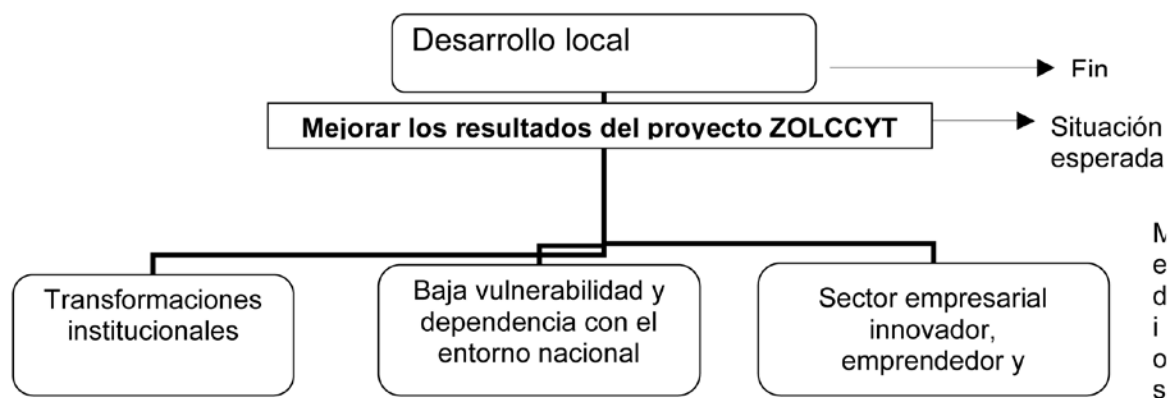 Desarrollo local
Fin
Mejorar los resultados del proyecto ZOLCCYT
Situación
esperada
Transformaciones
institucionales
Baja vulnerabilidad y
dependencia con el
entorno nacional
Sector empresarial
innovador,
emprendedor y
M
e
d
i
o
s